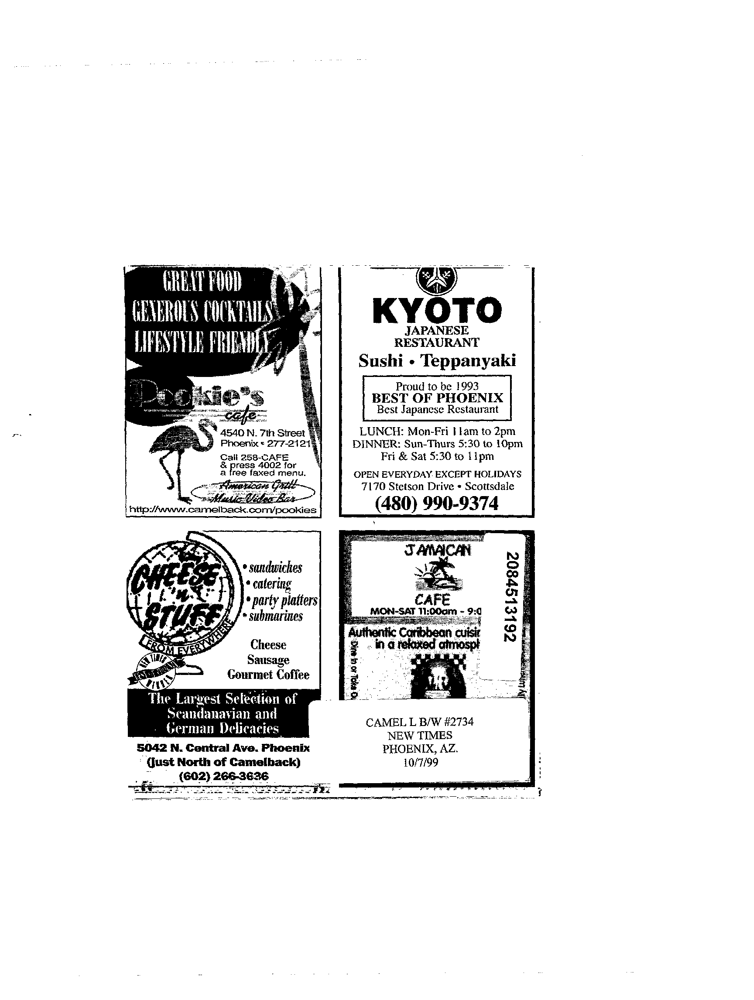 GREAT FOOD
GENEROUS COCKTAILS
LIFESTYLE FRIENDLY
Pookie's
cafe
4540 N. 7th Street
Phoenix • 277-2121
Call 258-CAFE
& press 4002 for
a free faxed menu.
American Grill
Music Video Bar
http://www.camelback.com/pookies
KYOTO
JAPANESE
RESTAURANT
Sushi • Teppanyaki
Proud to be 1993
BEST OF PHOENIX
Best Japanese Restaurant
LUNCH: Mon-Fri 11am to 2pm
DINNER: Sun-Thurs 5:30 to 10pm
Fri & Sat 5:30 to 11pm
OPEN EVERYDAY EXCEPT HOLIDAYS
7170 Stetson Drive • Scottsdale
(480) 990-9374
CHEESE
'n'
STUFF
FROM EVERYWHERE
NEW TIMES
WINNER
• sandwiches
• catering
• party platters
• submarines
Cheese
Sausage
Gourmet Coffee
The Largest Selection of
Scandanavian and
German Delicacies
5042 N. Central Ave. Phoenix
(Just North of Camelback)
(602) 266-3636
JAMAICAN
CAFE
MON-SAT 11:00am - 9:0
Authentic Caribbean cuisir
in a relaxed atmosph
Dine in or Take Ou
2084513192
CAMEL L B/W #2734
NEW TIMES
PHOENIX, AZ.
10/7/99